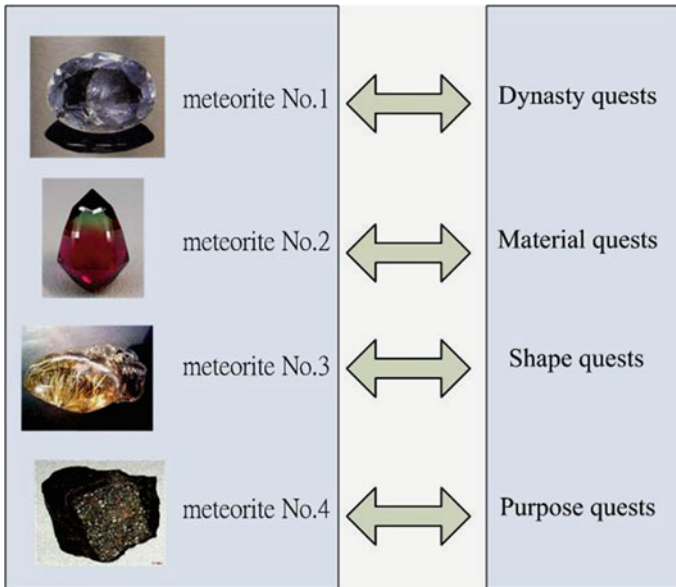 meteorite No.1 Dynasty quests
meteorite No.2 Material quests
meteorite No.3 Shape quests
meteorite No.4 Purpose quests